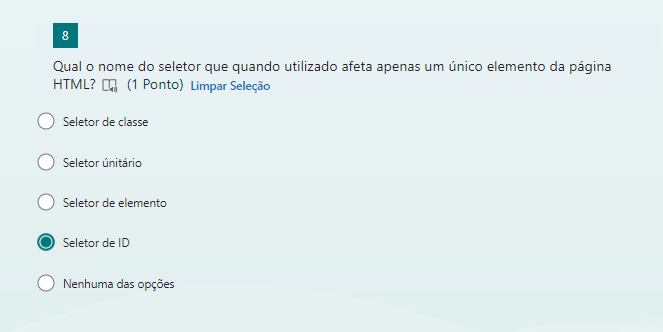 8
Qual o nome do seletor que quando utilizado afeta apenas um único elemento da página
HTML? (1 Ponto) Limpar Seleção
Seletor de classe
Seletor únitário
Seletor de elemento
Seletor de ID
Nenhuma das opções